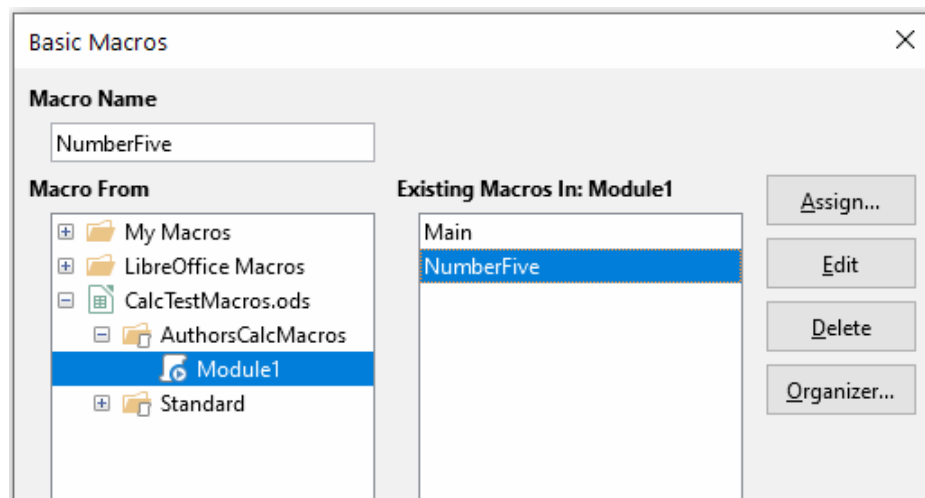 Basic Macros
Macro Name
NumberFive
Macro From
My Macros
LibreOffice Macros
CalcTestMacros.ods
AuthorsCalcMacros
Module1
Standard
Existing Macros In: Module1
Main
NumberFive
Assign...
Edit
Delete
Organizer...